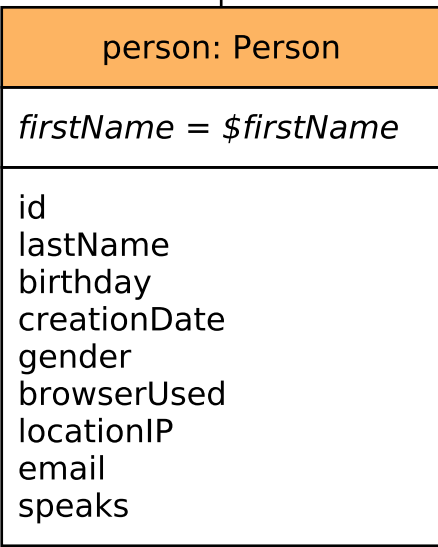 person: Person
firstName = $firstName
id
lastName
birthday
creationDate
gender
browserUsed
locationIP
email
speaks